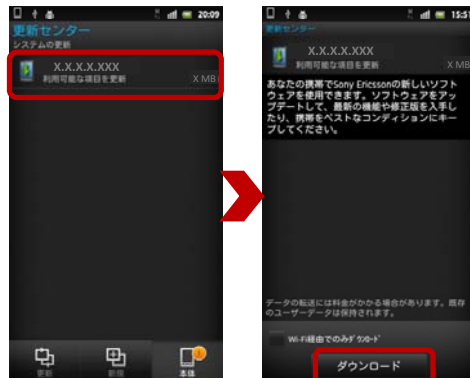 20:09
更新センター
システムの更新
X.X.X.X.XXX
利用可能な項目を更新
X MB
更新
新規
本体
15:51
更新センター
X.X.X.X.XXX
利用可能な項目を更新
X MB
あなたの携帯でSony Ericssonの新しいソフト
ウェアを使用できます。ソフトウェアをアッ
プデートして、最新の機能や修正版を入手し
たり、携帯をベストなコンディションにキー
プしてください。
データの転送には料金がかかる場合があります。既存
のユーザーデータは保持されます。
Wi-Fi経由でのみダウンロード
ダウンロード